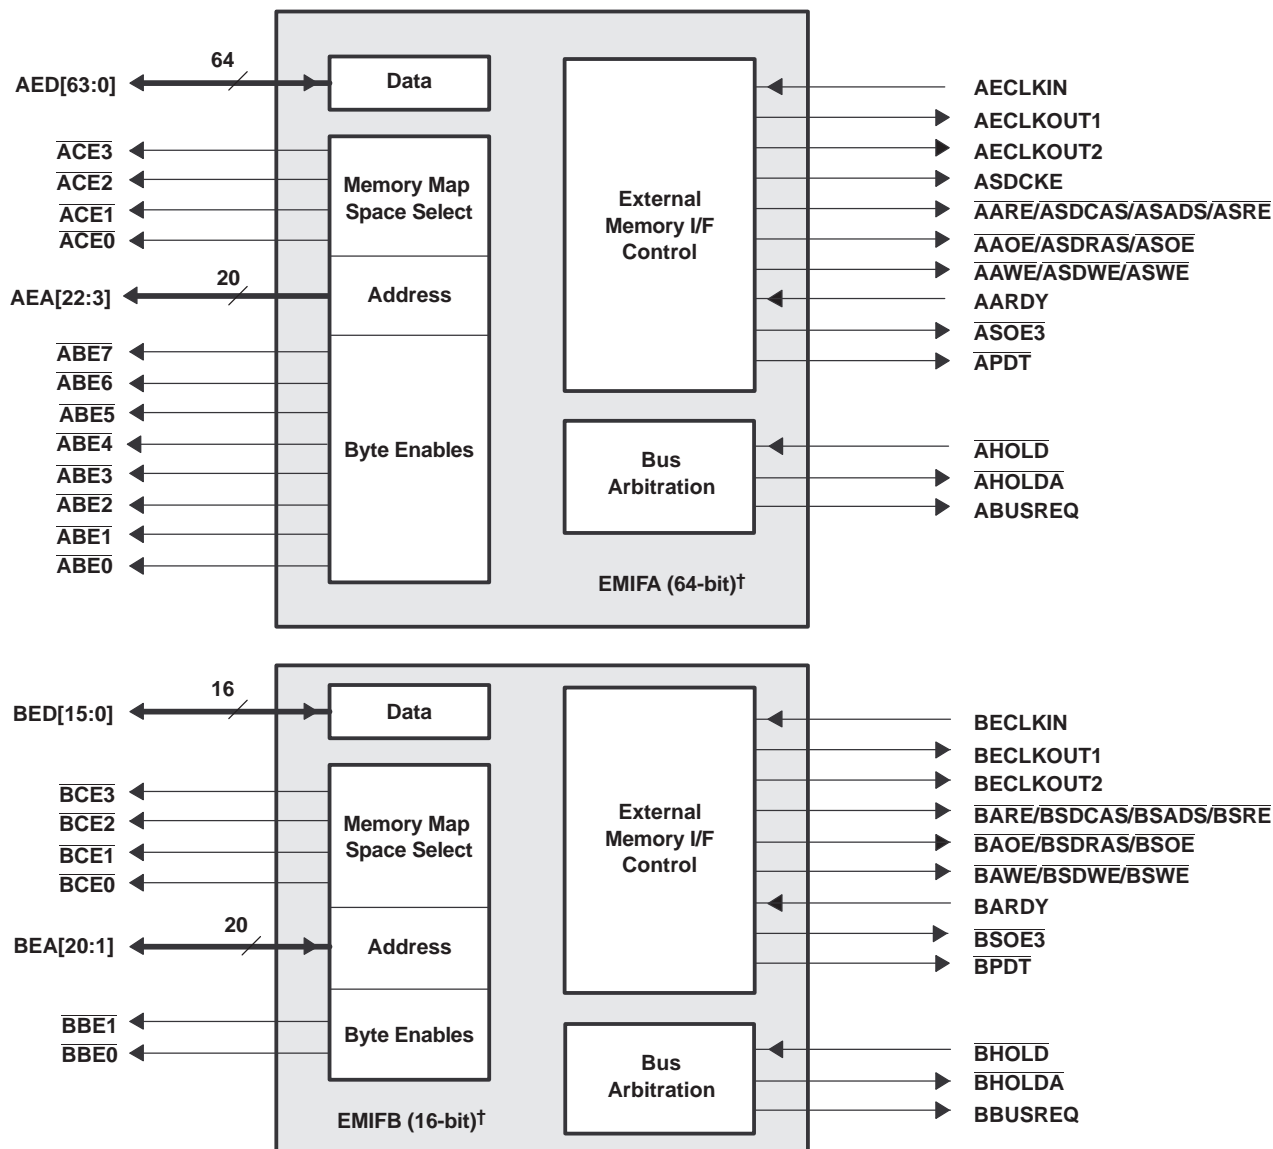 64
AED[63:0]
Data
ACE3
ACE2
ACE1
ACE0
Memory Map
Space Select
20
AEA[22:3]
Address
ABE7
ABE6
ABE5
ABE4
ABE3
ABE2
ABE1
ABE0
Byte Enables
External
Memory I/F
Control
AECLKIN
AECLKOUT1
AECLKOUT2
ASDCKE
AARE/ASDCAS/ASADS/ASRE
AAOE/ASDRAS/ASOE
AAWE/ASDWE/ASWE
AARDY
ASOE3
APDT
Bus
Arbitration
AHOLD
AHOLDA
ABUSREQ
EMIFA (64-bit)†
16
BED[15:0]
Data
BCE3
BCE2
BCE1
BCE0
Memory Map
Space Select
20
BEA[20:1]
Address
BBE1
BBE0
Byte Enables
External
Memory I/F
Control
BECLKIN
BECLKOUT1
BECLKOUT2
BARE/BSDCAS/BSADS/BSRE
BAOE/BSDRAS/BSOE
BAWE/BSDWE/BSWE
BARDY
BSOE3
BPDT
Bus
Arbitration
BHOLD
BHOLDA
BBUSREQ
EMIFB (16-bit)†